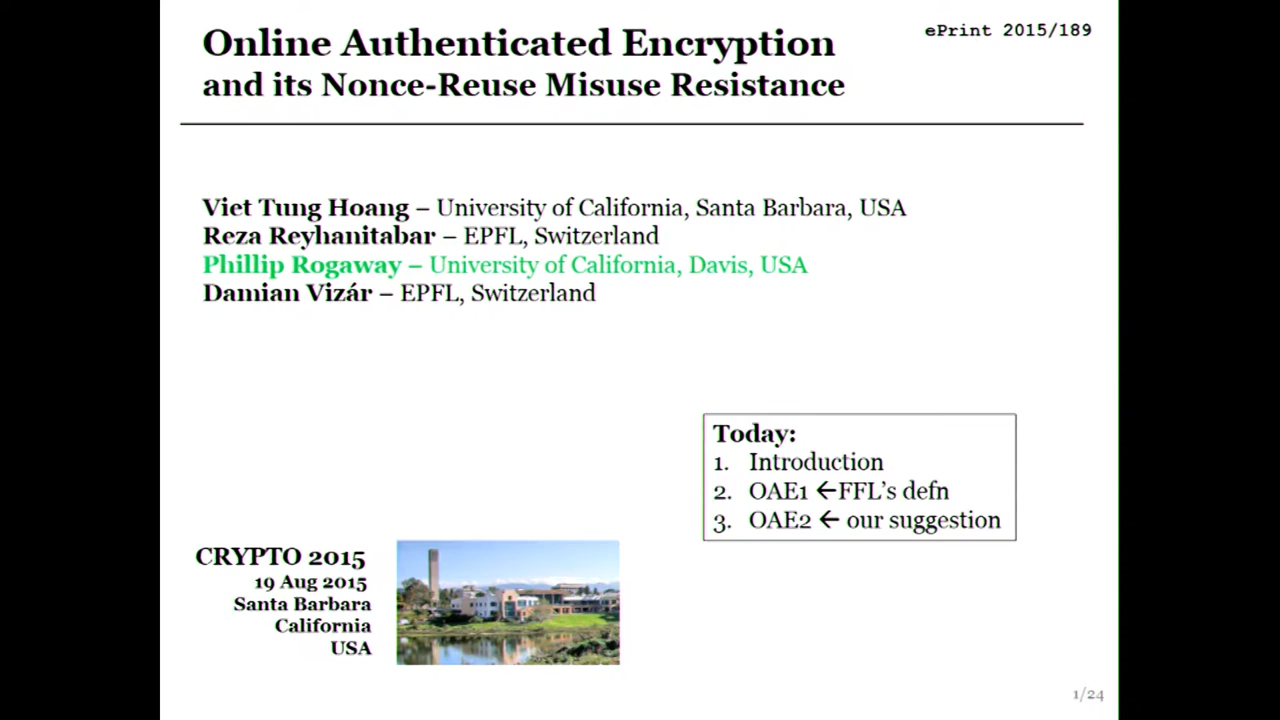 Online Authenticated Encryption
and its Nonce-Reuse Misuse Resistance
ePrint 2015/189
Viet Tung Hoang – University of California, Santa Barbara, USA
Reza Reyhanitabar – EPFL, Switzerland
Phillip Rogaway – University of California, Davis, USA
Damian Vizár – EPFL, Switzerland
Today:
1. Introduction
2. OAE1 ←FFL’s defn
3. OAE2 ← our suggestion
CRYPTO 2015
19 Aug 2015
Santa Barbara
California
USA
1/24